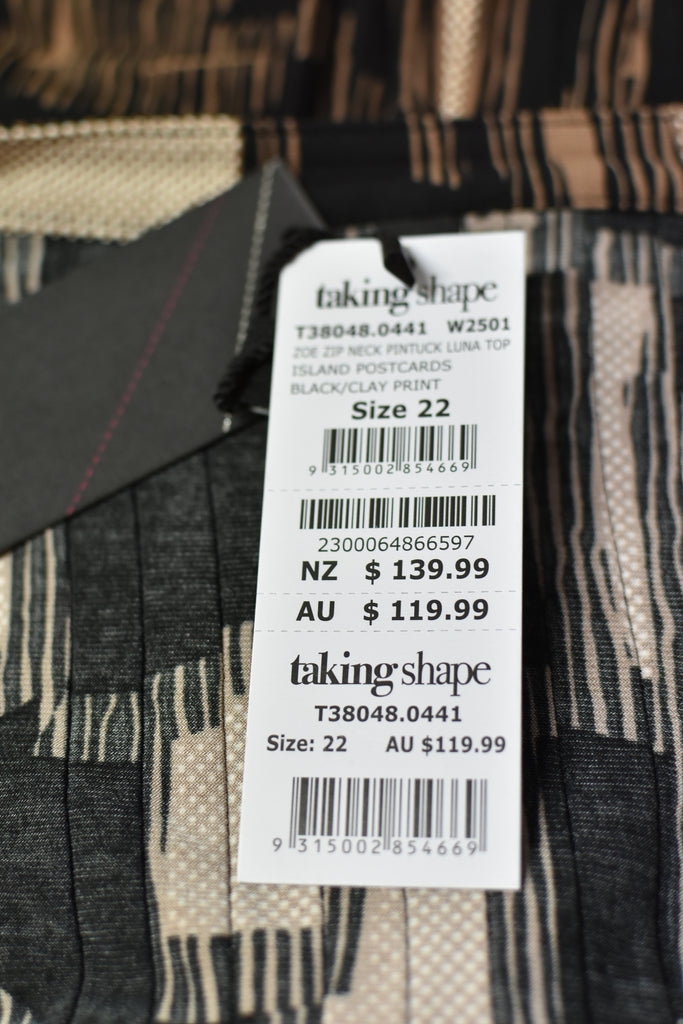 taking shape
T38048.0441 W2501
ZOE ZIP NECK PINTUCK LUNA TOP
ISLAND POSTCARDS
BLACK/CLAY PRINT
Size 22
9 315002 854669
2300064866597
NZ $ 139.99
AU $ 119.99
taking shape
T38048.0441
Size: 22 AU $119.99
9 315002 854669